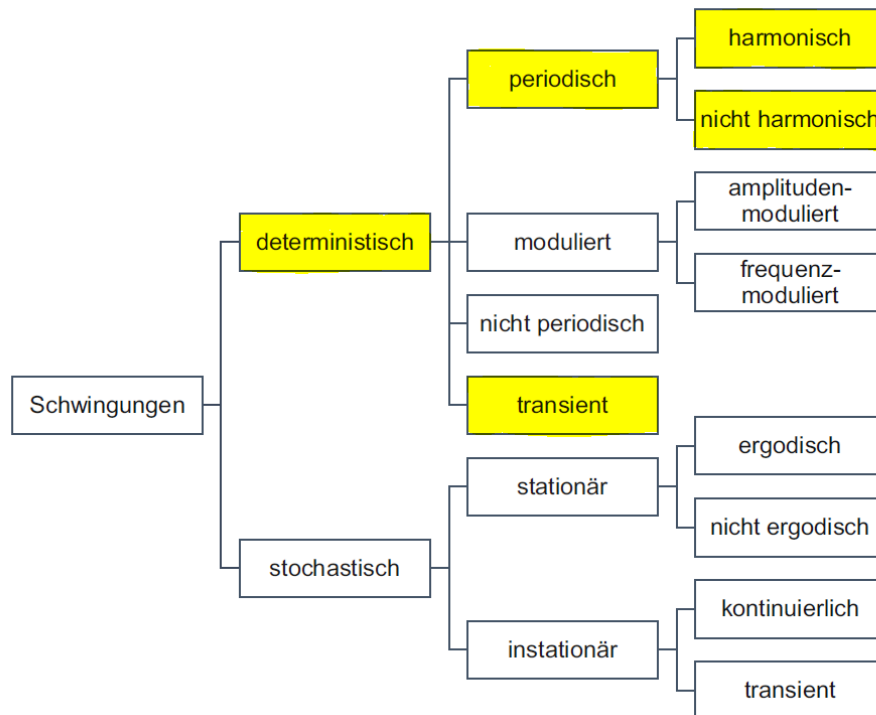 harmonisch
periodisch
nicht harmonisch
amplituden-
moduliert
deterministisch
moduliert
frequenz-
moduliert
nicht periodisch
Schwingungen
transient
ergodisch
stationär
nicht ergodisch
stochastisch
kontinuierlich
instationär
transient